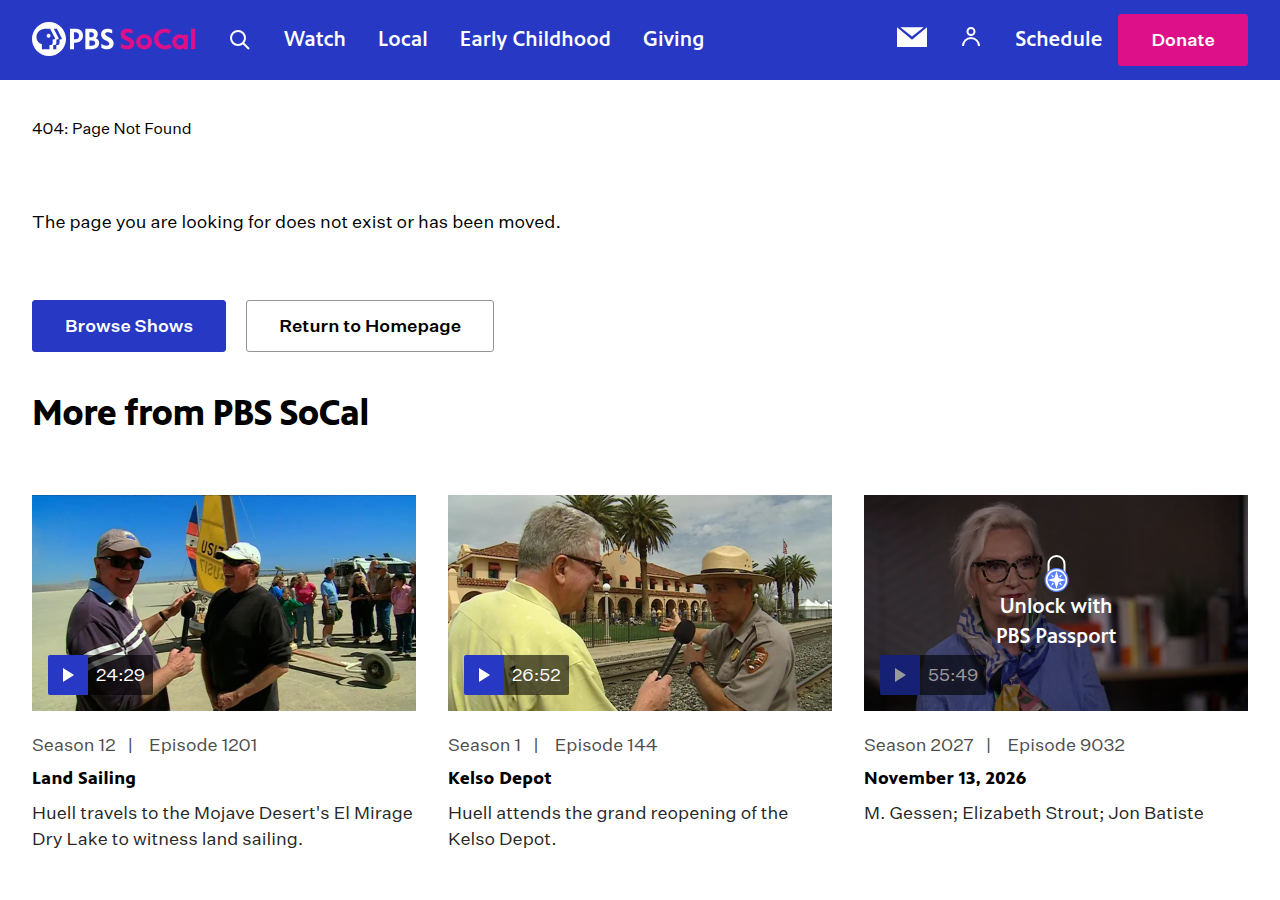 PBS SoCal Watch Local Early Childhood Giving Schedule Donate
404: Page Not Found
The page you are looking for does not exist or has been moved.
Browse Shows Return to Homepage
More from PBS SoCal
24:29
Season 12 | Episode 1201
Land Sailing
Huell travels to the Mojave Desert's El Mirage
Dry Lake to witness land sailing.
26:52
Season 1 | Episode 144
Kelso Depot
Huell attends the grand reopening of the
Kelso Depot.
Unlock with
PBS Passport
55:49
Season 2027 | Episode 9032
November 13, 2026
M. Gessen; Elizabeth Strout; Jon Batiste